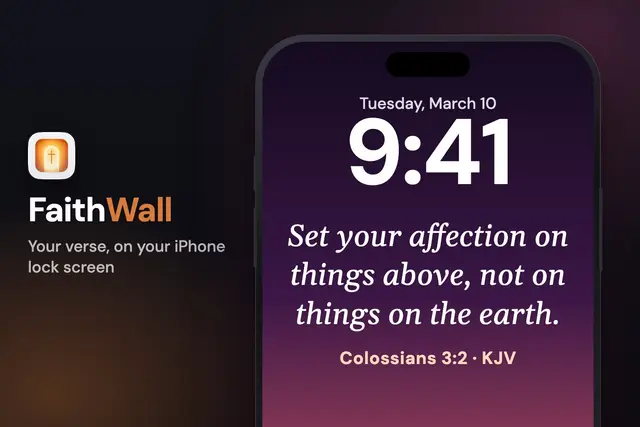 FaithWall
Your verse, on your iPhone
lock screen
Tuesday, March 10
9:41
Set your affection on
things above, not on
things on the earth.
Colossians 3:2 · KJV